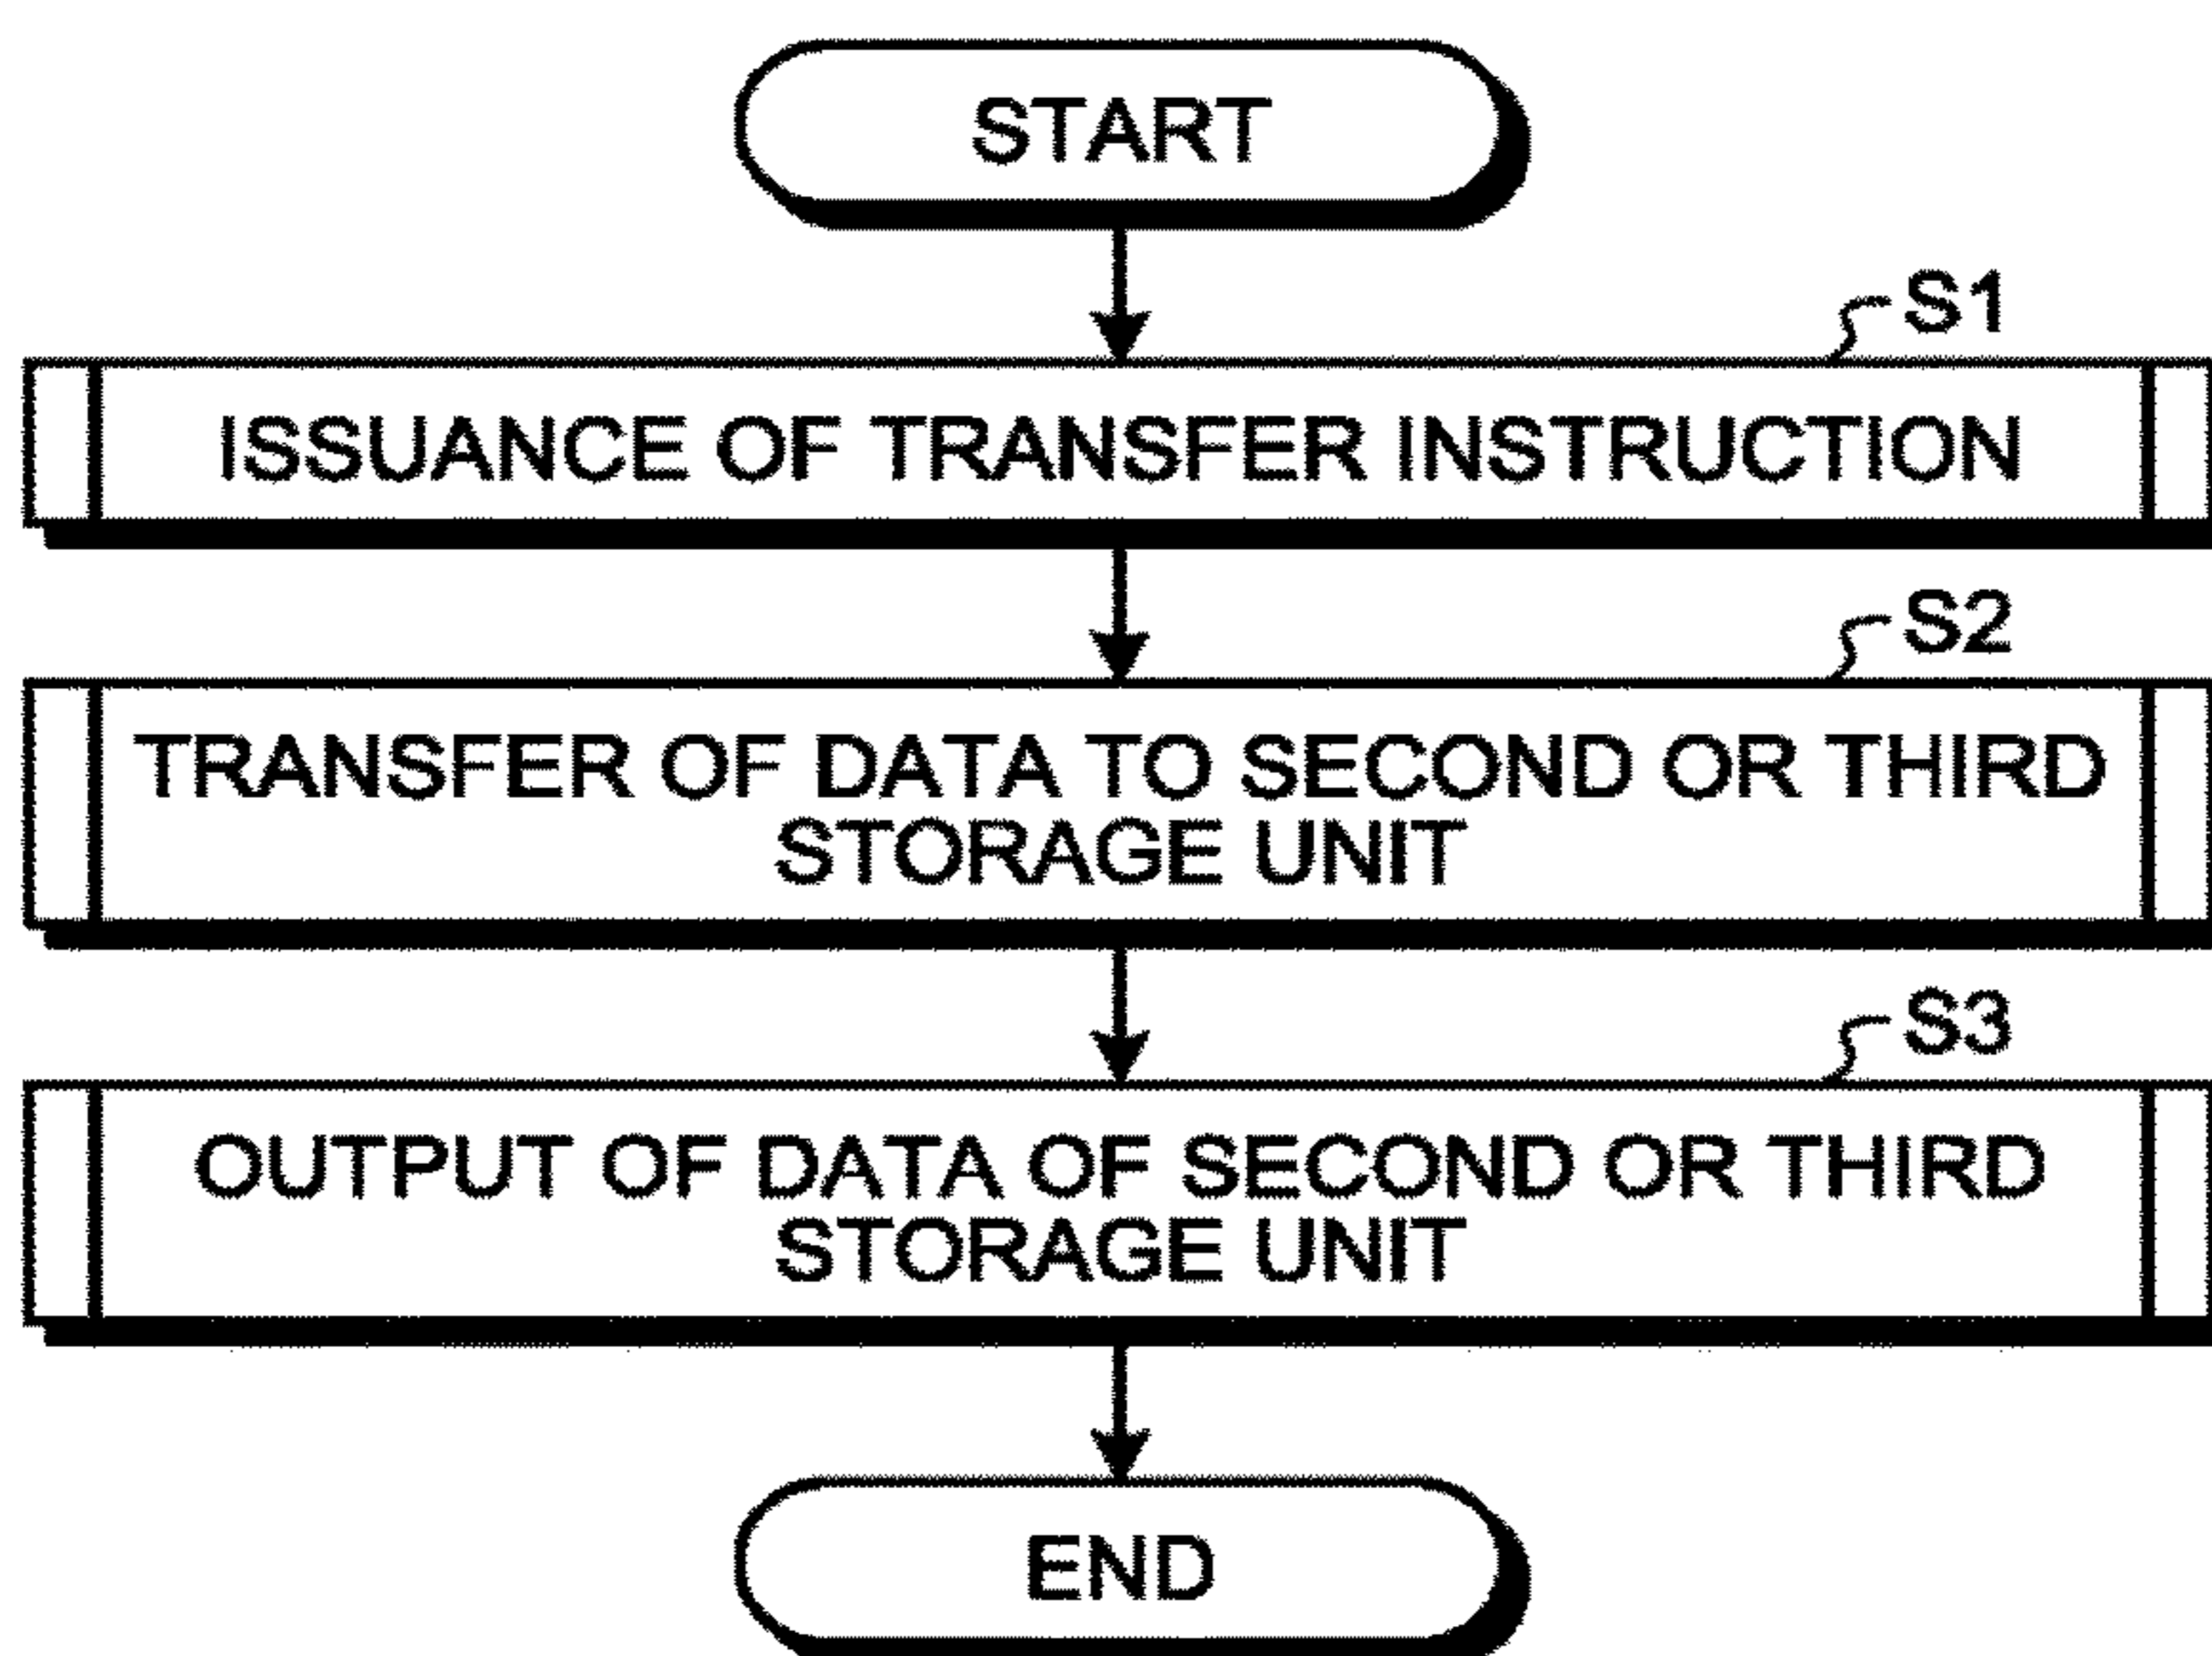 START
S1
ISSUANCE OF TRANSFER INSTRUCTION
S2
TRANSFER OF DATA TO SECOND OR THIRD
STORAGE UNIT
S3
OUTPUT OF DATA OF SECOND OR THIRD
STORAGE UNIT
END